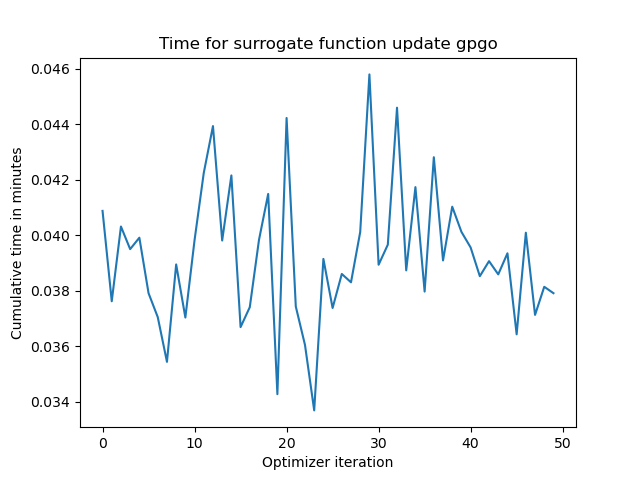 Time for surrogate function update gpgo
Cumulative time in minutes
0.046
0.044
0.042
0.040
0.038
0.036
0.034
0 10 20 30 40 50
Optimizer iteration